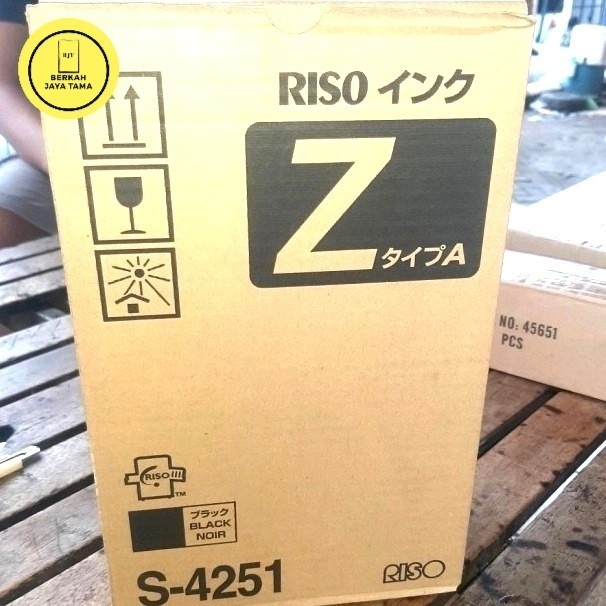 BJT
BERKAH
JAYA TAMA
RISO インク
Z タイプA
NO: 45651
PCS
RISO
TM
ブラック
BLACK
NOIR
S-4251
RISO